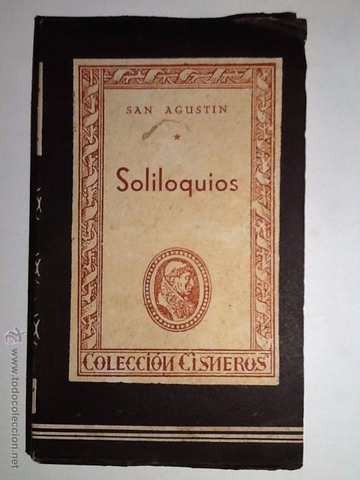 SAN AGUSTIN
Soliloquios
COLECCIÓN CISNEROS
© www.todocoleccion.net